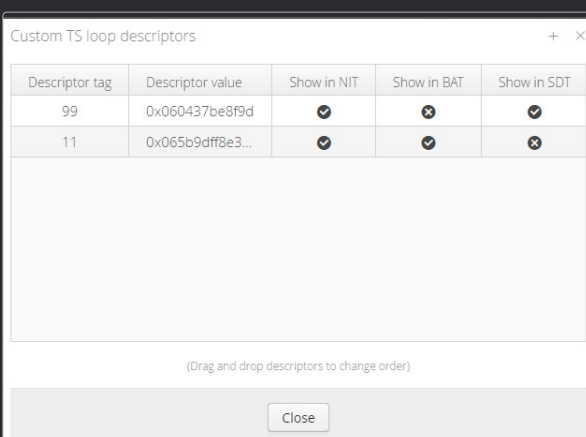 Custom TS loop descriptors
Descriptor tag Descriptor value Show in NIT Show in BAT Show in SDT
99 0x060437be8f9d
11 0x065b9dff8e3...
(Drag and drop descriptors to change order)
Close